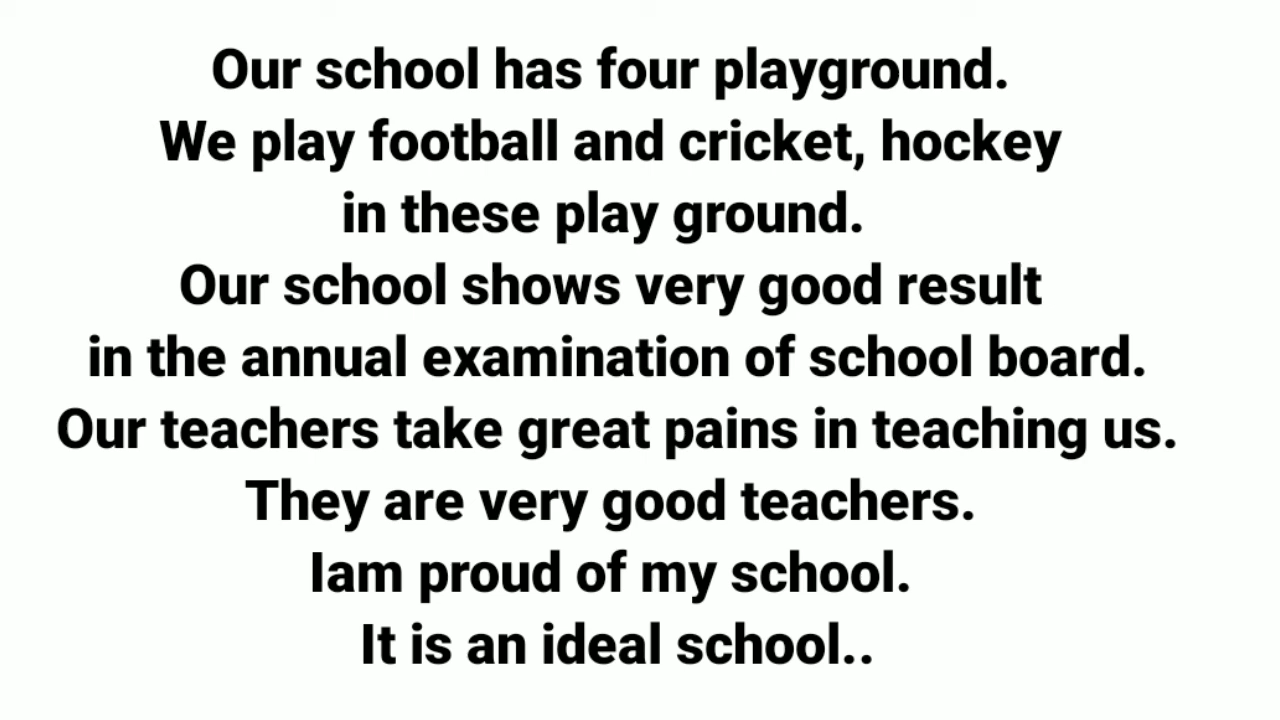 Our school has four playground.
We play football and cricket, hockey
in these play ground.
Our school shows very good result
in the annual examination of school board.
Our teachers take great pains in teaching us.
They are very good teachers.
Iam proud of my school.
It is an ideal school..